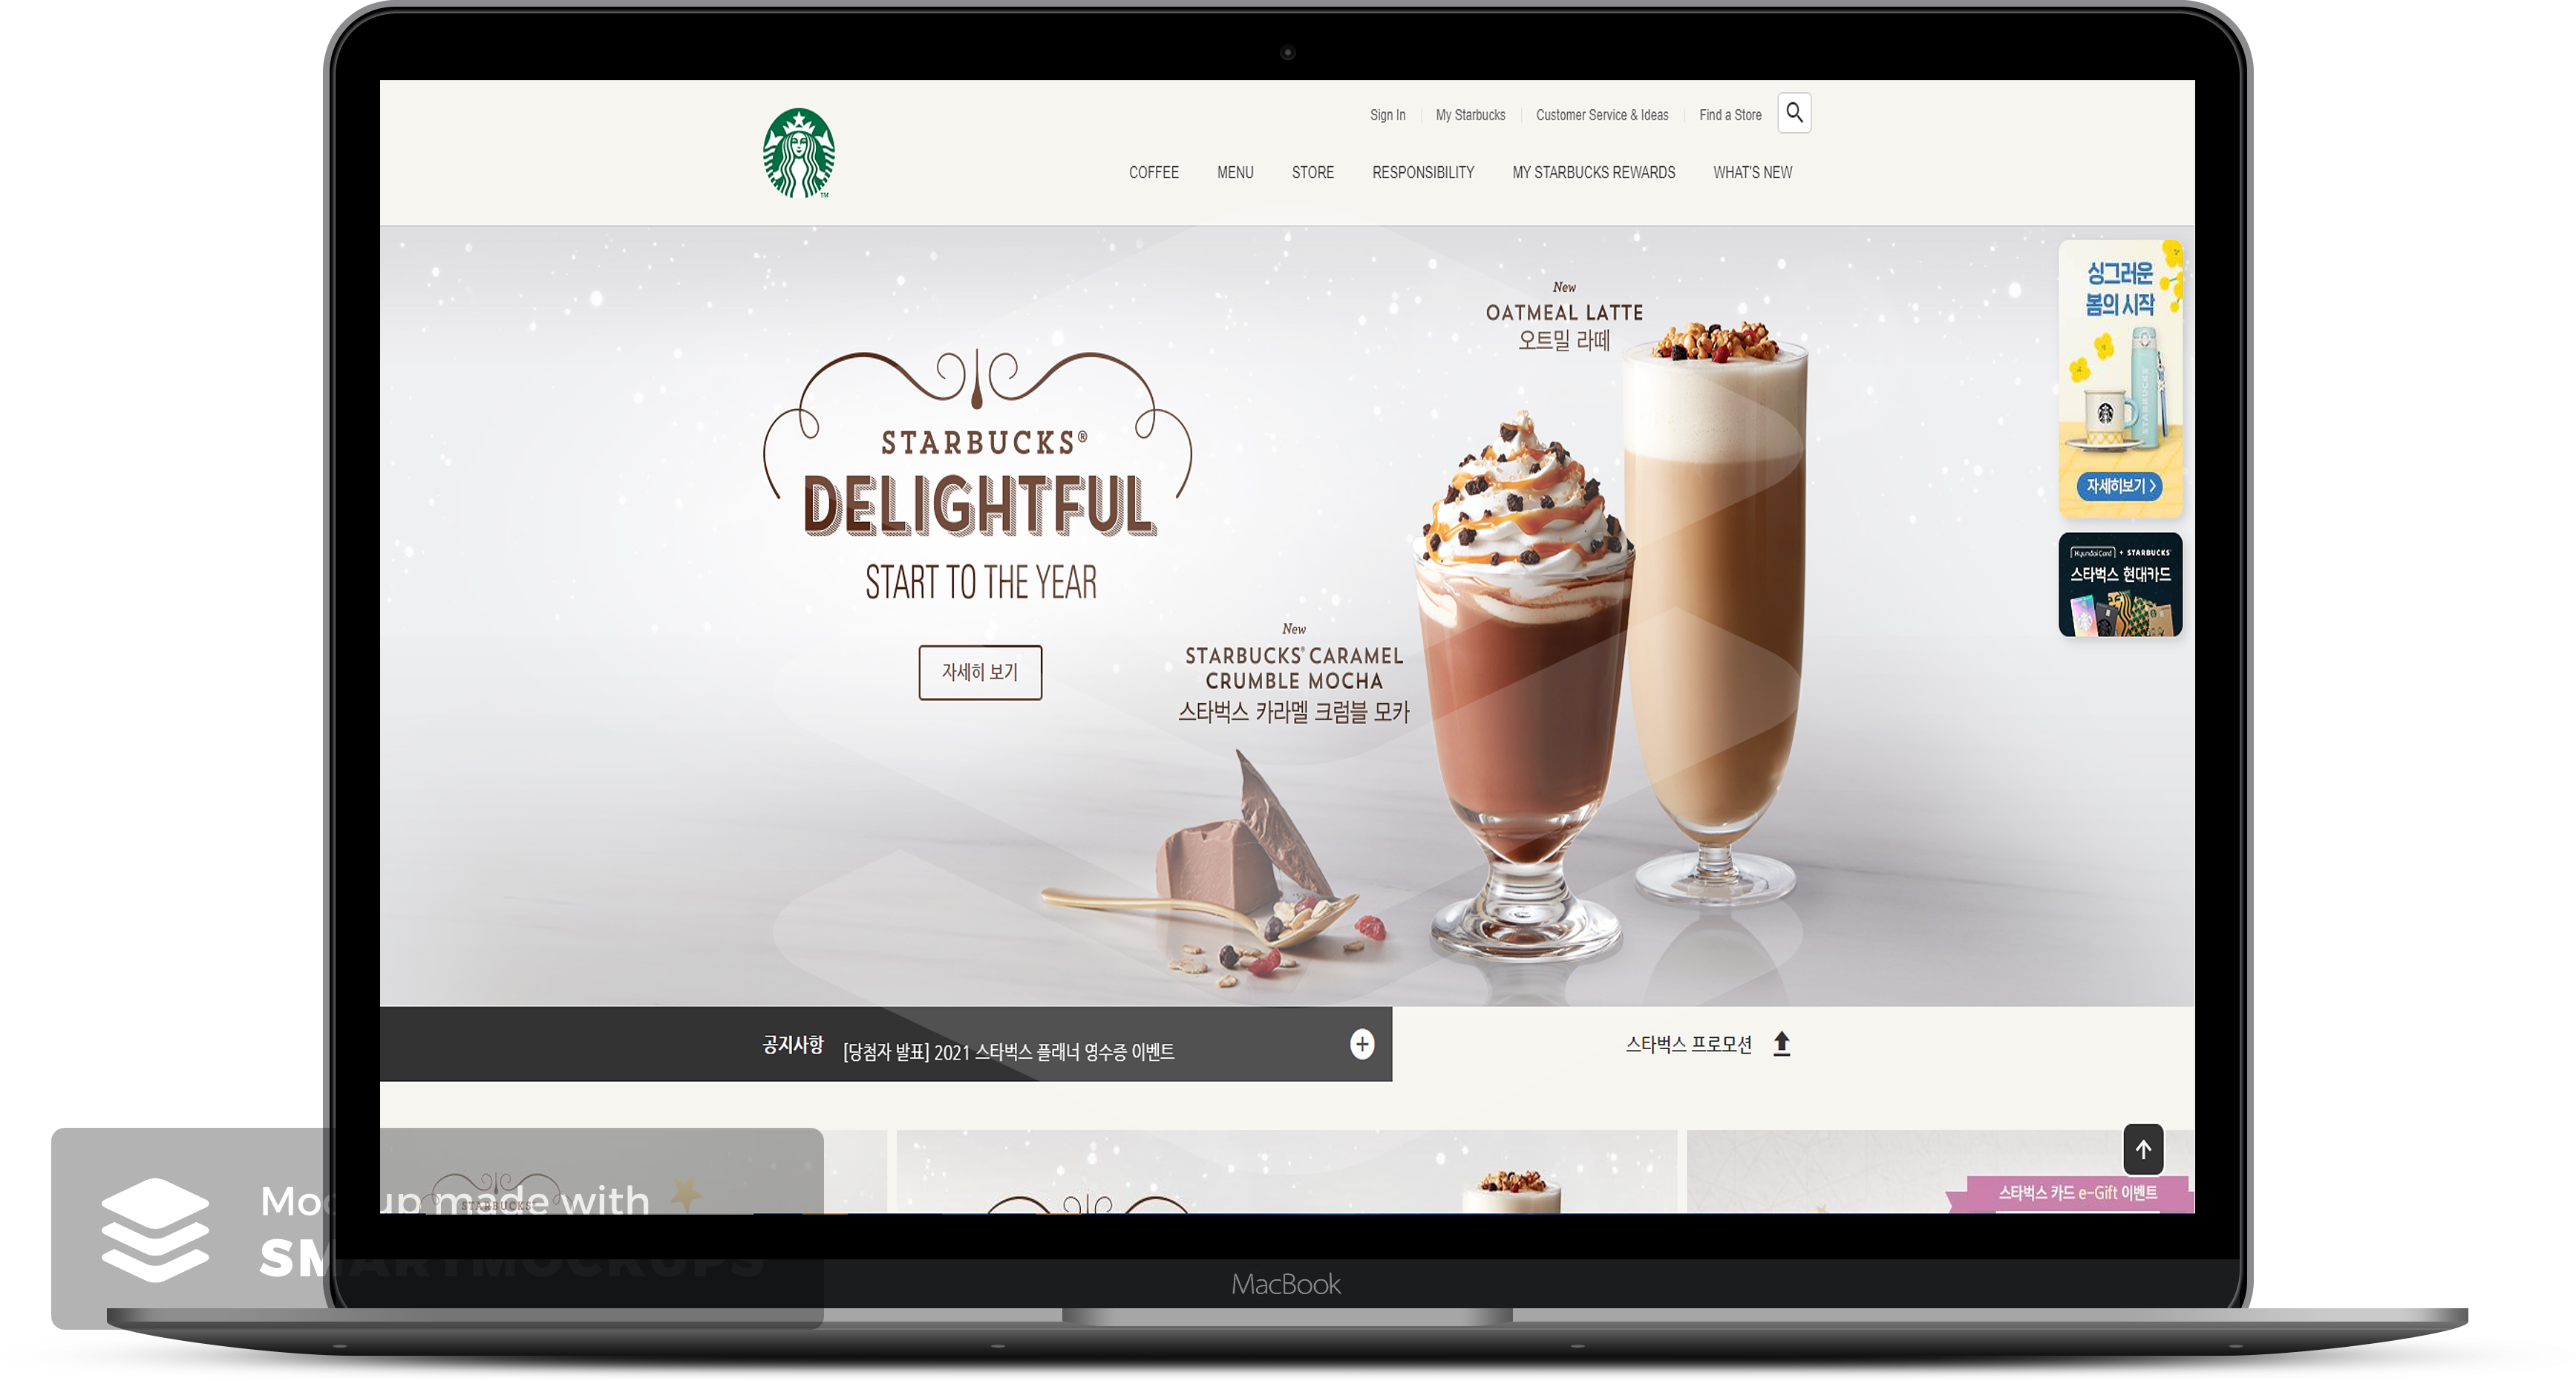 Sign In
My Starbucks
Customer Service & Ideas
Find a Store
COFFEE
MENU
STORE
RESPONSIBILITY
MY STARBUCKS REWARDS
WHAT'S NEW
TM
New
OATMEAL LATTE
오트밀 라떼
STARBUCKS®
DELIGHTFUL
START TO THE YEAR
자세히 보기
New
STARBUCKS® CARAMEL
CRUMBLE MOCHA
스타벅스 카라멜 크럼블 모카
싱그러운
봄의 시작
STARBUCKS
자세히보기 >
HyundaiCard + STARBUCKS
스타벅스 현대카드
공지사항
[당첨자 발표] 2021 스타벅스 플래너 영수증 이벤트
스타벅스 프로모션
STARBUCKS
스타벅스 카드 e-Gift 이벤트
Mockup made with
SMARTMOCKUPS
MacBook